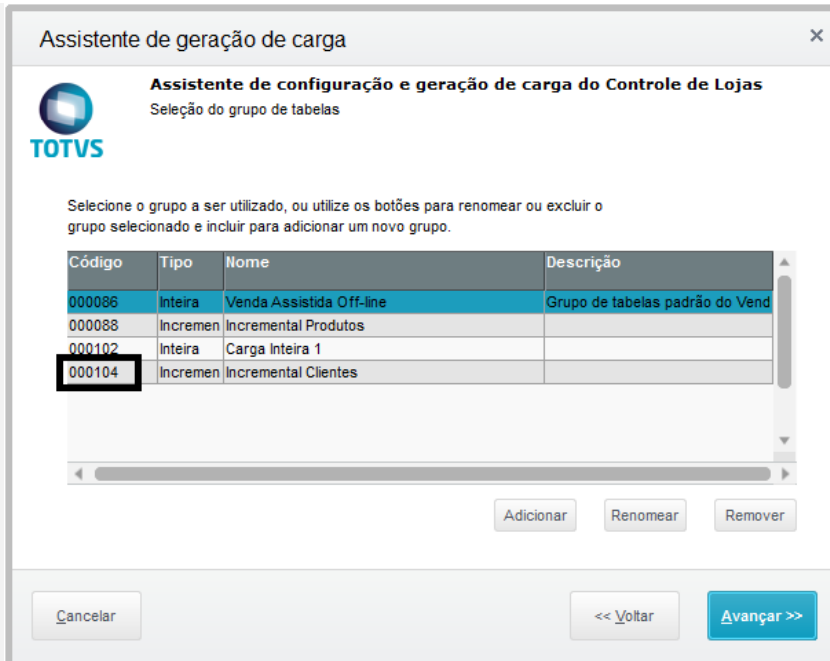 Assistente de geração de carga
×
Assistente de configuração e geração de carga do Controle de Lojas
Seleção do grupo de tabelas
TOTVS
Selecione o grupo a ser utilizado, ou utilize os botões para renomear ou excluir o
grupo selecionado e incluir para adicionar um novo grupo.
Código Tipo Nome Descrição
000086 Inteira Venda Assistida Off-line Grupo de tabelas padrão do Vend
000088 Incremen Incremental Produtos
000102 Inteira Carga Inteira 1
000104 Incremen Incremental Clientes
Adicionar Renomear Remover
Cancelar << Voltar Avançar >>